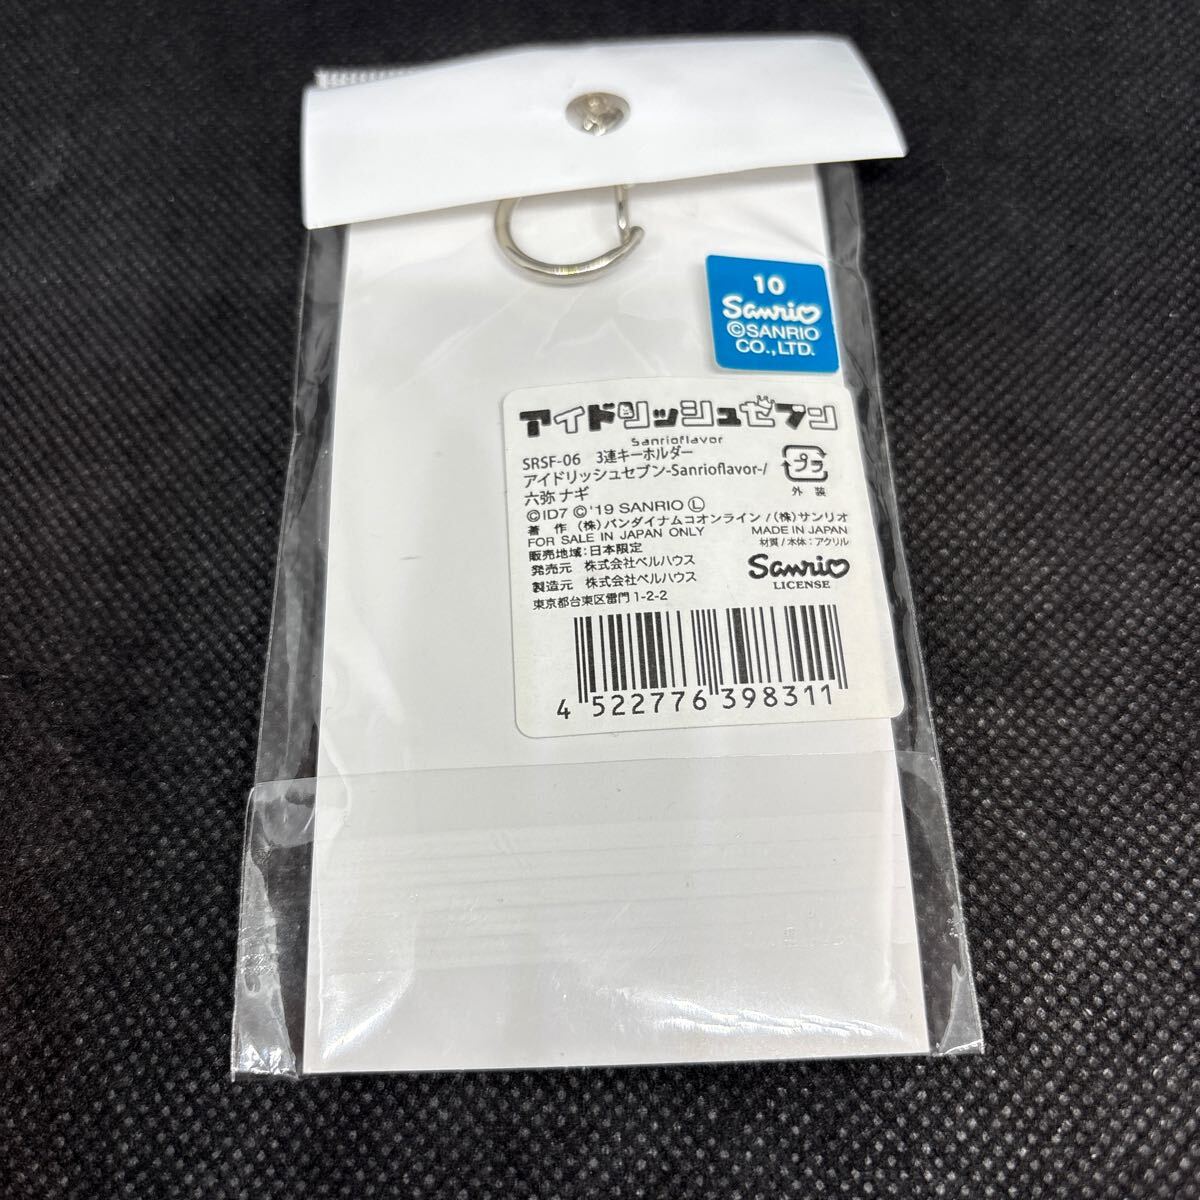 10
Sanrio
©SANRIO
CO.,LTD.
アイドリッシュセブン
Sanrioflavor
SRSF-06 3連キーホルダー
アイドリッシュセブン-Sanrioflavor-/
六弥 ナギ
プラ
外 装
©ID7 ©'19 SANRIO Ⓛ
著 作 (株)バンダイナムコオンライン/(株)サンリオ
FOR SALE IN JAPAN ONLY
MADE IN JAPAN
販売地域:日本限定
材質/本体:アクリル
発売元 株式会社ベルハウス
製造元 株式会社ベルハウス
東京都台東区雷門1-2-2
Sanrio
LICENSE
4 522776 398311